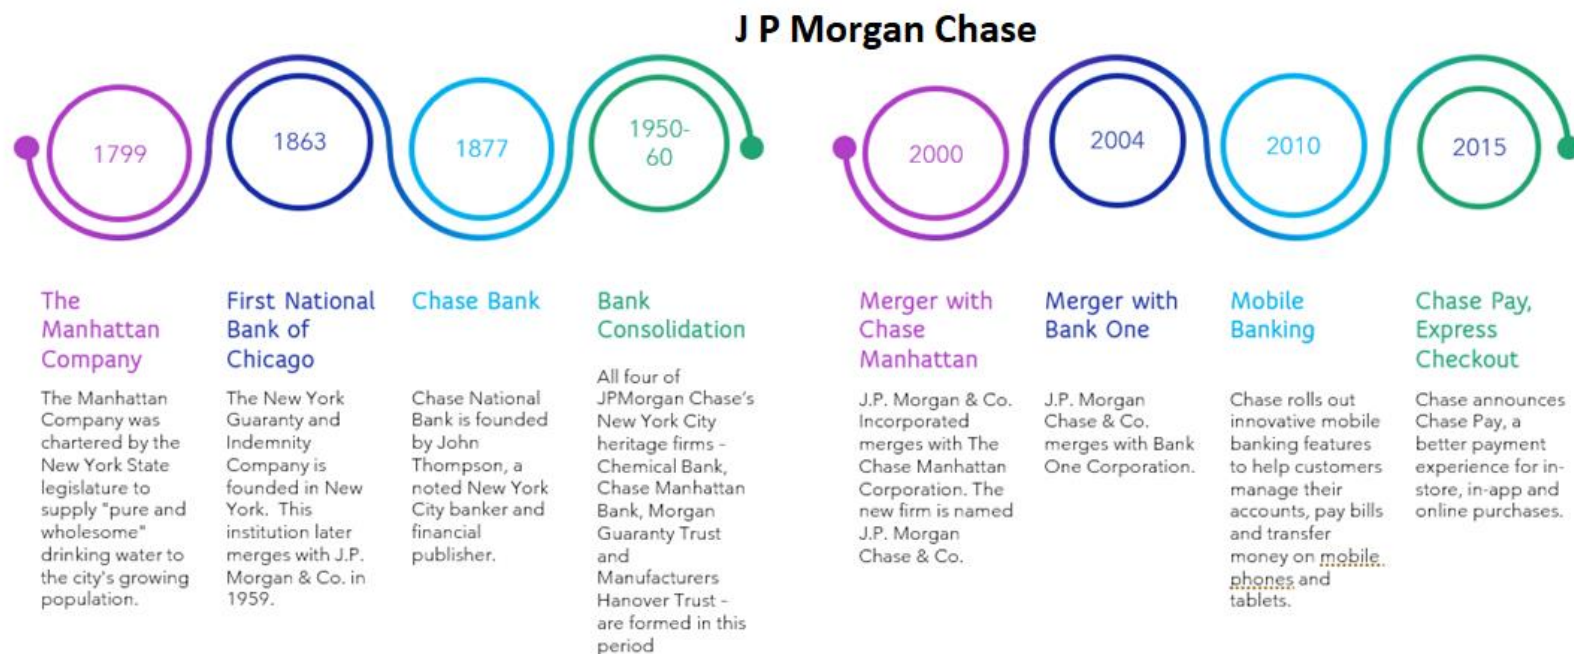 J P Morgan Chase
1799
1863
1877
1950-
60
2000
2004
2010
2015
The
Manhattan
Company
The Manhattan
Company was
chartered by the
New York State
legislature to
supply "pure and
wholesome"
drinking water to
the city's growing
population.
First National
Bank of
Chicago
The New York
Guaranty and
Indemnity
Company is
founded in New
York. This
institution later
merges with J.P.
Morgan & Co. in
1959.
Chase Bank
Chase National
Bank is founded
by John
Thompson, a
noted New York
City banker and
financial
publisher.
Bank
Consolidation
All four of
JPMorgan Chase's
New York City
heritage firms -
Chemical Bank,
Chase Manhattan
Bank, Morgan
Guaranty Trust
and
Manufacturers
Hanover Trust -
are formed in this
period
Merger with
Chase
Manhattan
J.P. Morgan & Co.
Incorporated
merges with The
Chase Manhattan
Corporation. The
new firm is named
J.P. Morgan
Chase & Co.
Merger with
Bank One
J.P. Morgan
Chase & Co.
merges with Bank
One Corporation.
Mobile
Banking
Chase rolls out
innovative mobile
banking features
to help customers
manage their
accounts, pay bills
and transfer
money on mobile
phones and
tablets.
Chase Pay,
Express
Checkout
Chase announces
Chase Pay, a
better payment
experience for in-
store, in-app and
online purchases.